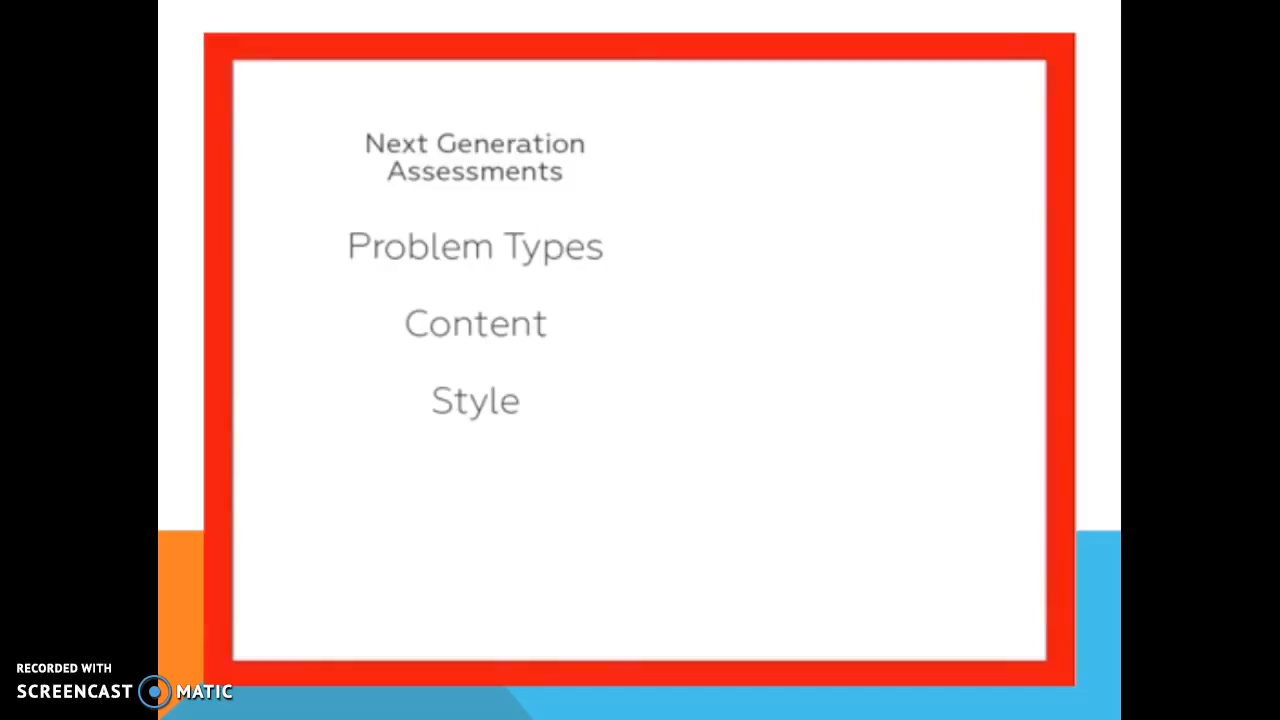 Next Generation
Assessments
Problem Types
Content
Style
RECORDED WITH
SCREENCAST MATIC